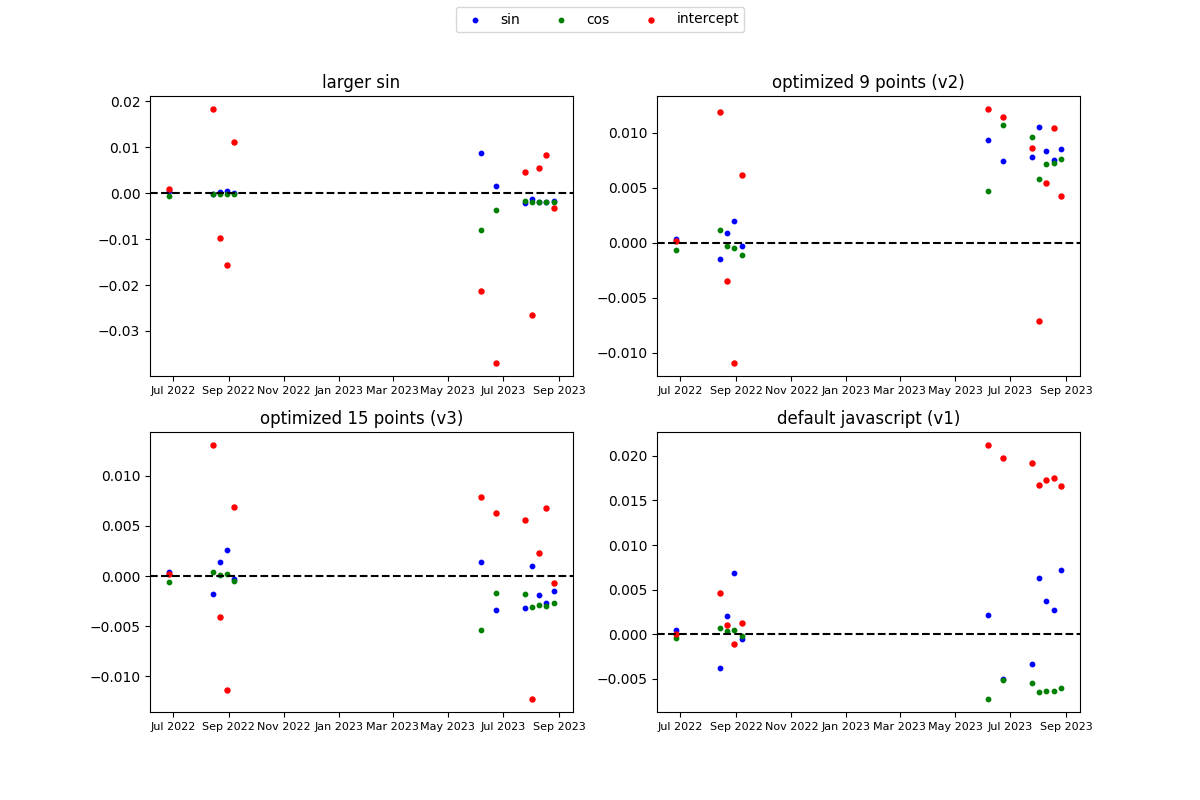 sin cos intercept
larger sin
0.02
0.01
0.00
−0.01
−0.02
−0.03
Jul 2022 Sep 2022 Nov 2022 Jan 2023 Mar 2023 May 2023 Jul 2023 Sep 2023
optimized 9 points (v2)
0.010
0.005
0.000
−0.005
−0.010
Jul 2022 Sep 2022 Nov 2022 Jan 2023 Mar 2023 May 2023 Jul 2023 Sep 2023
optimized 15 points (v3)
0.010
0.005
0.000
−0.005
−0.010
Jul 2022 Sep 2022 Nov 2022 Jan 2023 Mar 2023 May 2023 Jul 2023 Sep 2023
default javascript (v1)
0.020
0.015
0.010
0.005
0.000
−0.005
Jul 2022 Sep 2022 Nov 2022 Jan 2023 Mar 2023 May 2023 Jul 2023 Sep 2023